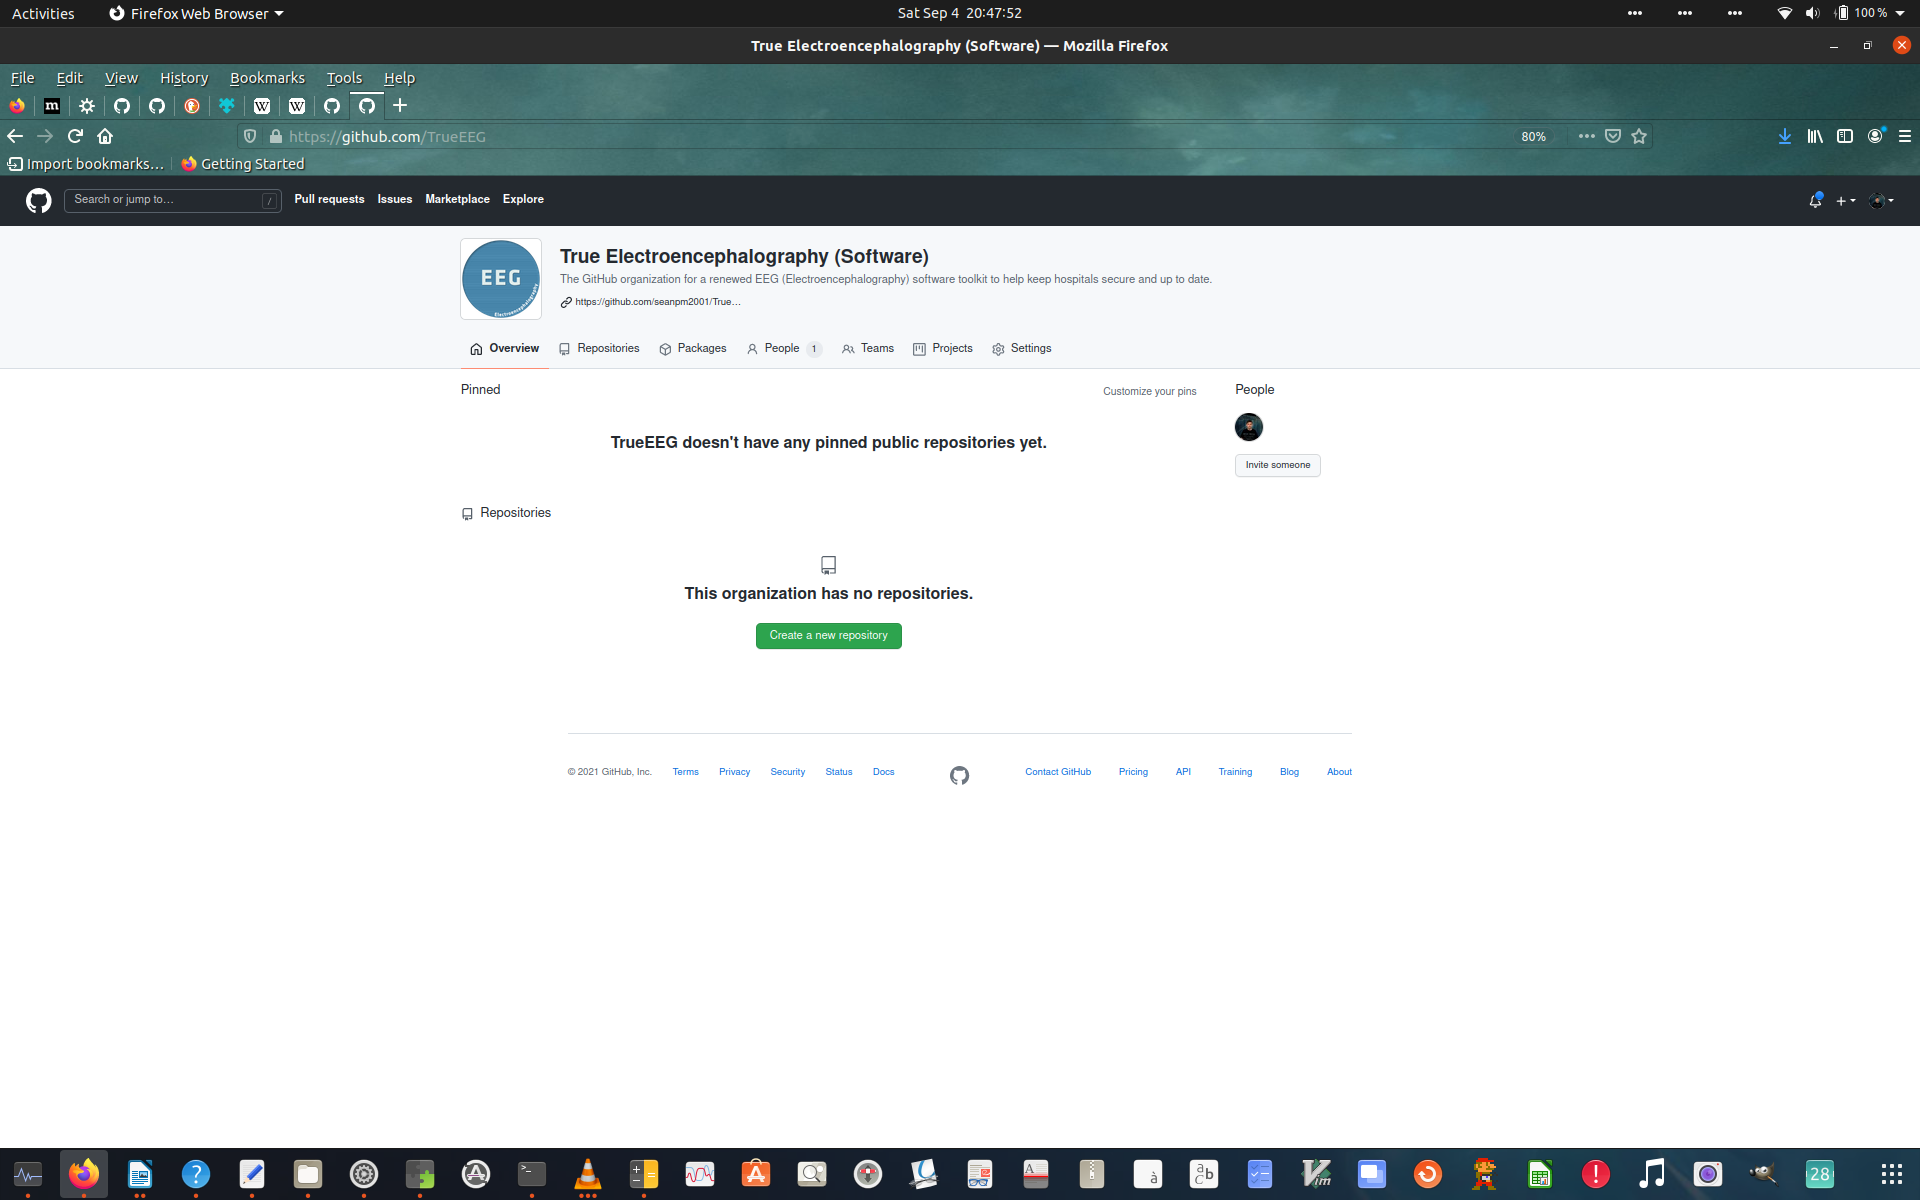 Activities Firefox Web Browser Sat Sep 4 20:47:52 100 %
True Electroencephalography (Software) — Mozilla Firefox
File Edit View History Bookmarks Tools Help
https://github.com/TrueEEG 80%
Import bookmarks... Getting Started
Search or jump to... / Pull requests Issues Marketplace Explore
EEG
Electroencephalography
True Electroencephalography (Software)
The GitHub organization for a renewed EEG (Electroencephalography) software toolkit to help keep hospitals secure and up to date.
https://github.com/seanpm2001/True...
Overview Repositories Packages People 1 Teams Projects Settings
Pinned Customize your pins People
TrueEEG doesn't have any pinned public repositories yet.
Invite someone
Repositories
This organization has no repositories.
Create a new repository
© 2021 GitHub, Inc. Terms Privacy Security Status Docs Contact GitHub Pricing API Training Blog About
28